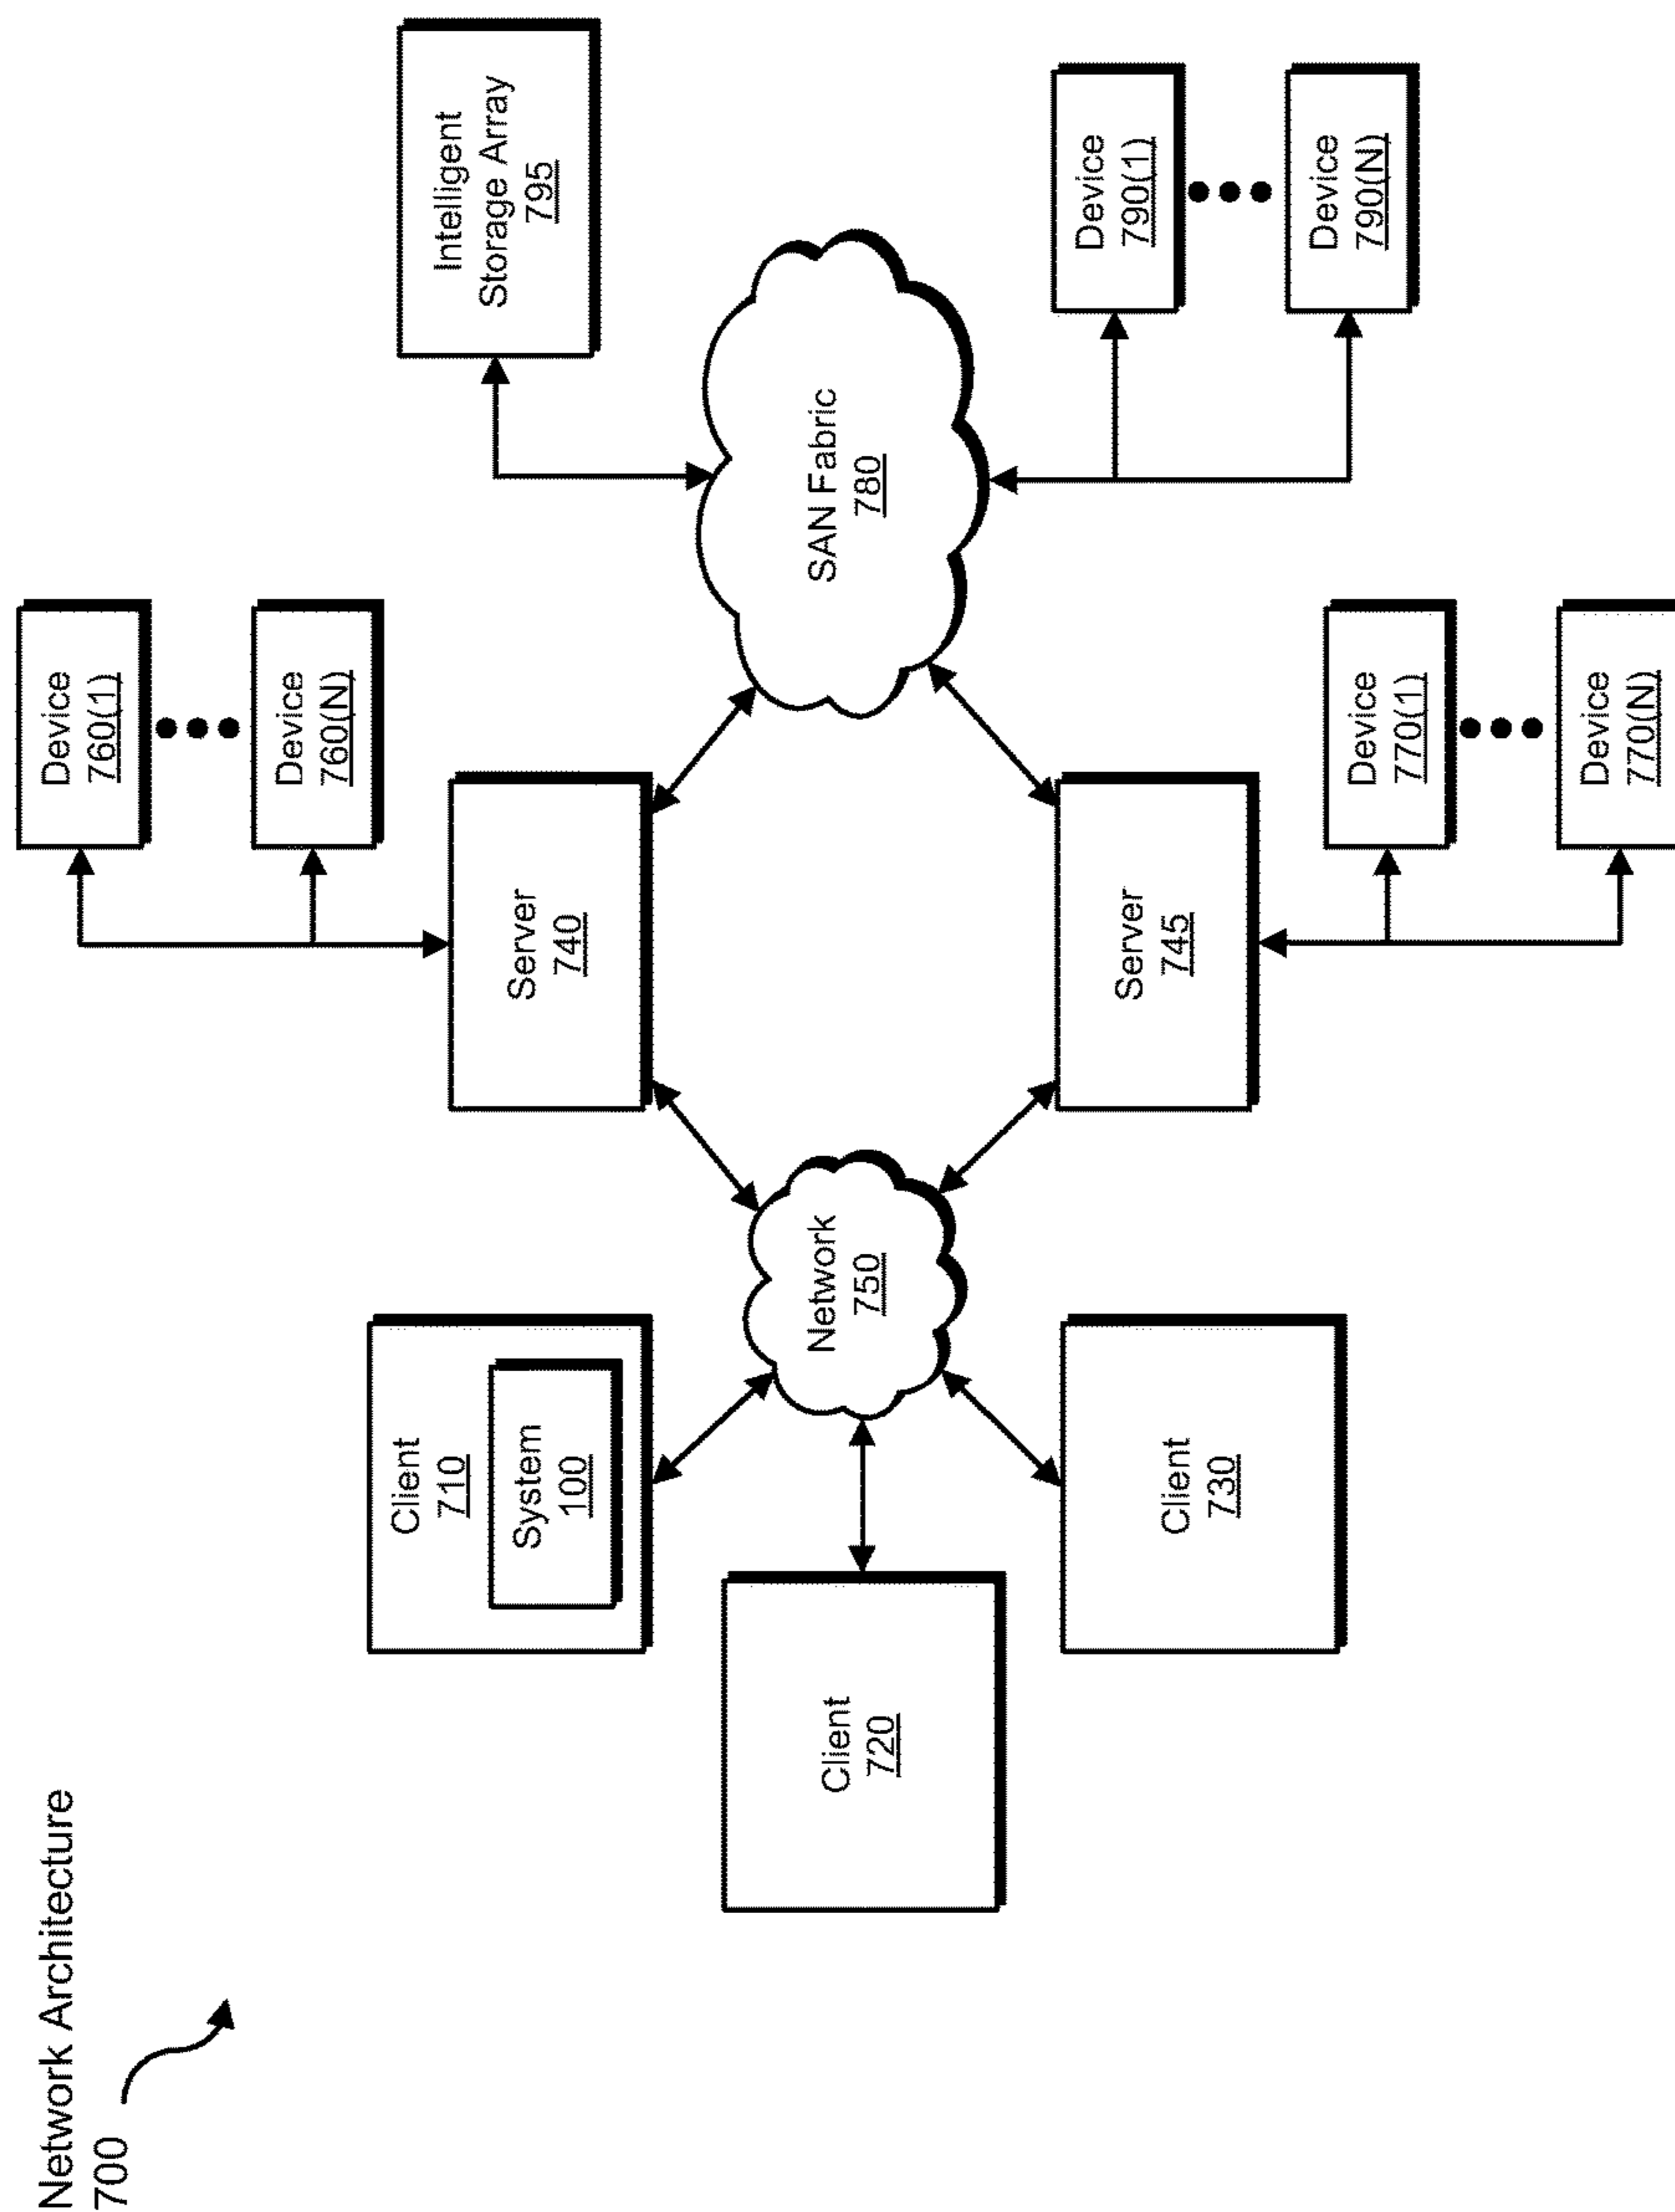 Network Architecture
700
Client
710
System
100
Client
720
Client
730
Network
750
Server
740
Server
745
Device
760(1)
Device
760(N)
Device
770(1)
Device
770(N)
SAN Fabric
780
Intelligent
Storage Array
795
Device
790(1)
Device
790(N)